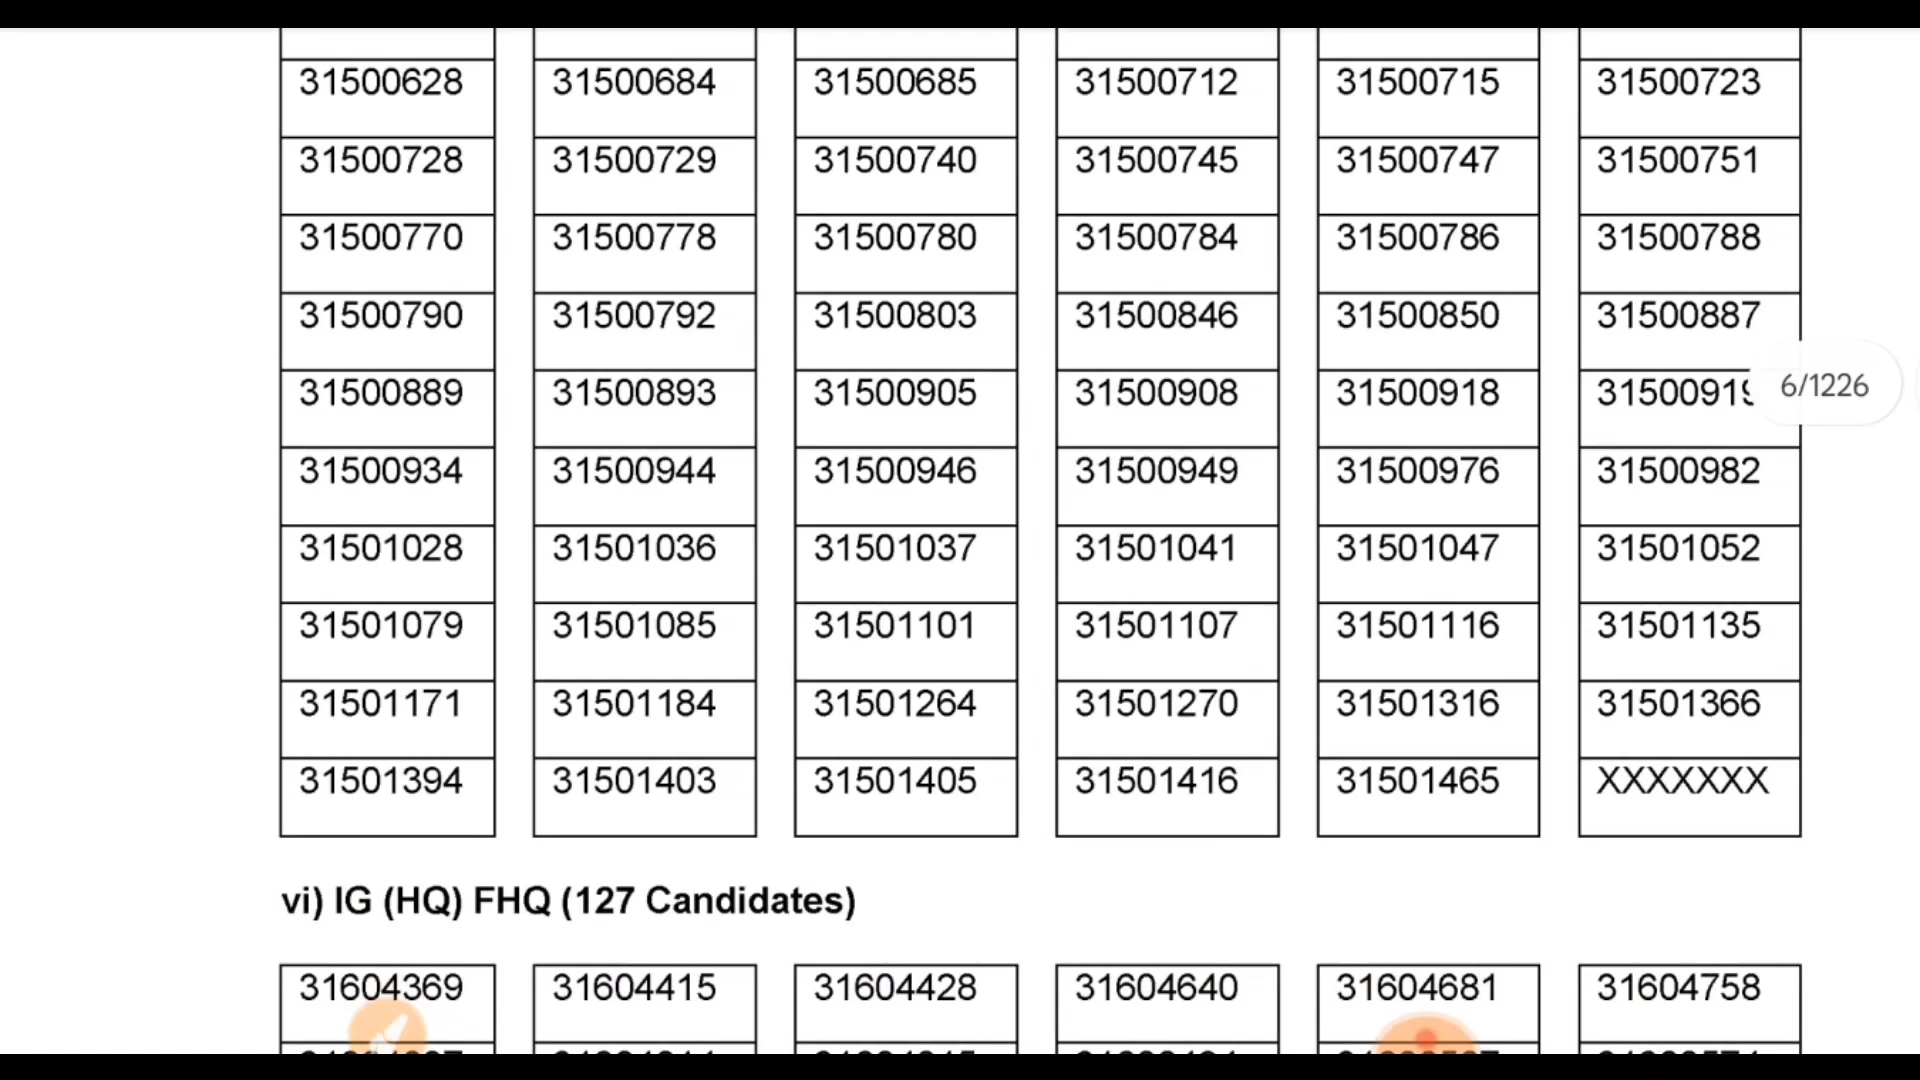 31500628 31500684 31500685 31500712 31500715 31500723
31500728 31500729 31500740 31500745 31500747 31500751
31500770 31500778 31500780 31500784 31500786 31500788
31500790 31500792 31500803 31500846 31500850 31500887
31500889 31500893 31500905 31500908 31500918 31500919
6/1226
31500934 31500944 31500946 31500949 31500976 31500982
31501028 31501036 31501037 31501041 31501047 31501052
31501079 31501085 31501101 31501107 31501116 31501135
31501171 31501184 31501264 31501270 31501316 31501366
31501394 31501403 31501405 31501416 31501465 XXXXXXX
vi) IG (HQ) FHQ (127 Candidates)
31604369 31604415 31604428 31604640 31604681 31604758